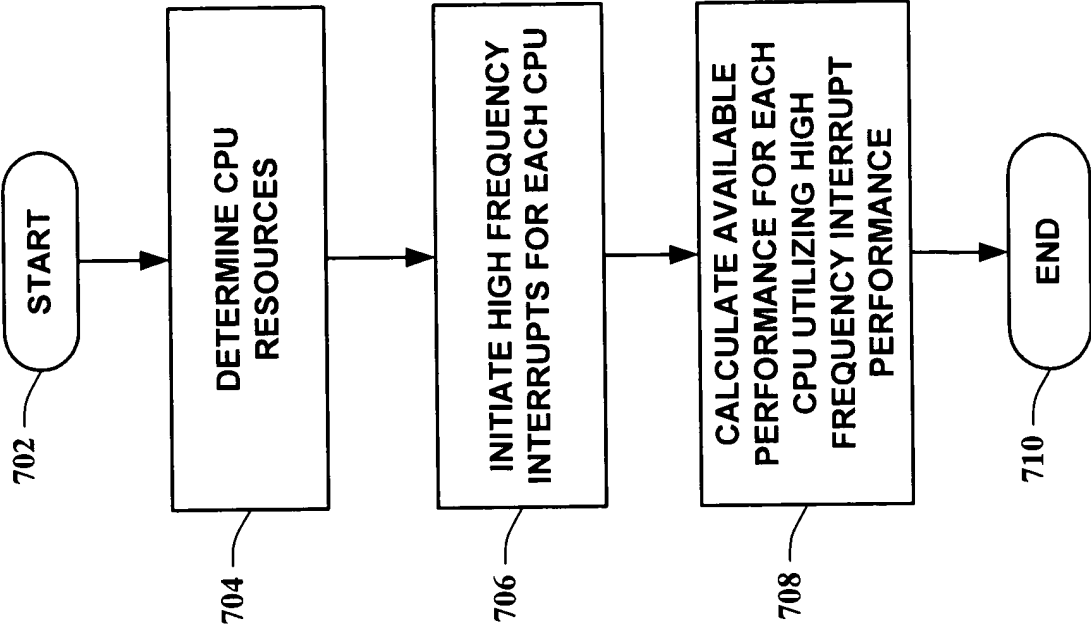 START
702
DETERMINE CPU
RESOURCES
704
INITIATE HIGH FREQUENCY
INTERRUPTS FOR EACH CPU
706
CALCULATE AVAILABLE
PERFORMANCE FOR EACH
CPU UTILIZING HIGH
FREQUENCY INTERRUPT
PERFORMANCE
708
END
710